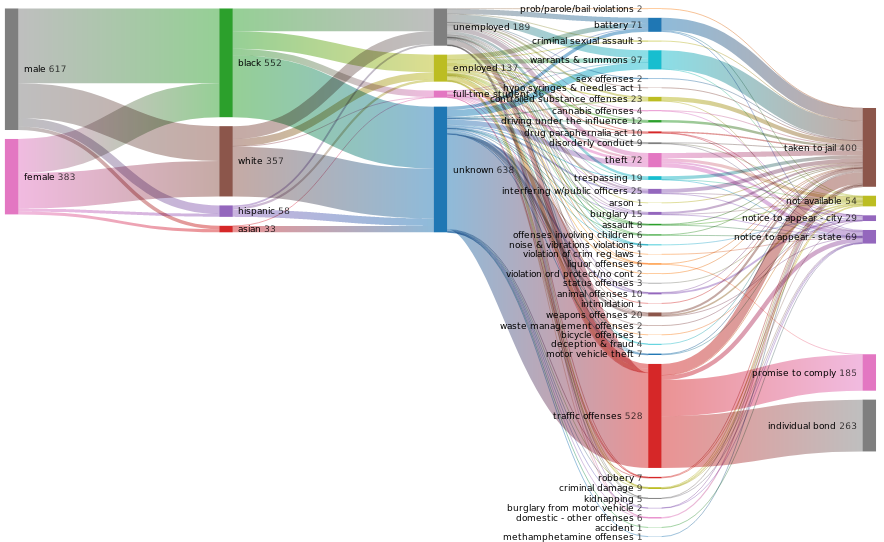 male 617
female 383
black 552
white 357
hispanic 58
asian 33
unemployed 189
employed 137
full-time student 36
unknown 638
prob/parole/bail violations 2
battery 71
criminal sexual assault 3
warrants & summons 97
sex offenses 2
hypo syringes & needles act 1
controlled substance offenses 23
cannabis offenses 4
driving under the influence 12
drug paraphernalia act 10
disorderly conduct 9
theft 72
trespassing 19
interfering w/public officers 25
arson 1
burglary 15
assault 8
offenses involving children 6
noise & vibrations violations 4
violation of crim reg laws 1
liquor offenses 6
violation ord protect/no cont 2
status offenses 3
animal offenses 10
intimidation 1
weapons offenses 20
waste management offenses 2
bicycle offenses 1
deception & fraud 4
motor vehicle theft 7
traffic offenses 528
robbery 7
criminal damage 9
kidnapping 5
burglary from motor vehicle 2
domestic - other offenses 6
accident 1
methamphetamine offenses 1
taken to jail 400
not available 54
notice to appear - city 29
notice to appear - state 69
promise to comply 185
individual bond 263